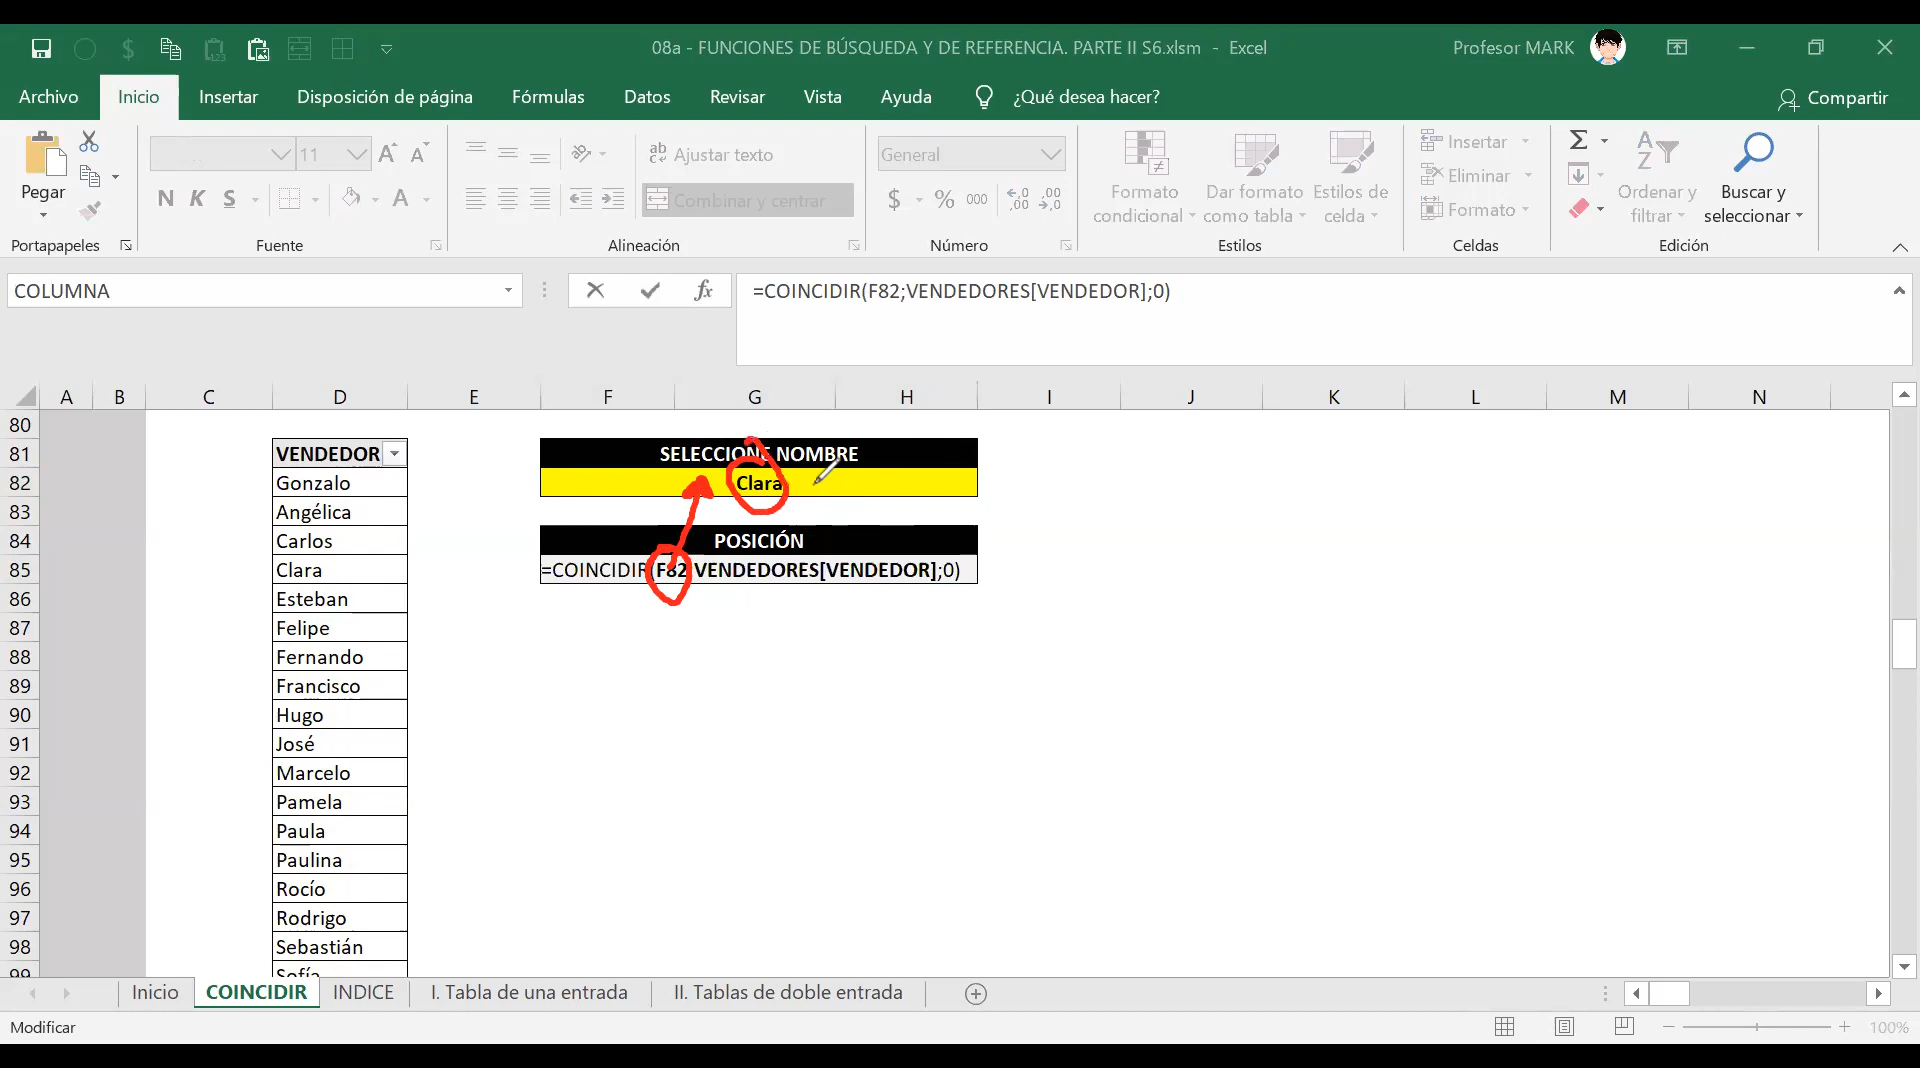 08a - FUNCIONES DE BÚSQUEDA Y DE REFERENCIA. PARTE II S6.xlsm - Excel
Profesor MARK
Archivo Inicio Insertar Disposición de página Fórmulas Datos Revisar Vista Ayuda ¿Qué desea hacer? Compartir
Pegar
Portapapeles
11
N K S
Fuente
Ajustar texto
Combinar y centrar
Alineación
General
$ % 000
Número
Formato condicional
Dar formato como tabla
Estilos de celda
Estilos
Insertar
Eliminar
Formato
Celdas
Ordenar y filtrar
Buscar y seleccionar
Edición
COLUMNA
fx
=COINCIDIR(F82;VENDEDORES[VENDEDOR];0)
A B C D E F G H I J K L M N
80
81 VENDEDOR SELECCIONE NOMBRE
82 Gonzalo Clara
83 Angélica
84 Carlos POSICIÓN
85 Clara =COINCIDIR(F82;VENDEDORES[VENDEDOR];0)
86 Esteban
87 Felipe
88 Fernando
89 Francisco
90 Hugo
91 José
92 Marcelo
93 Pamela
94 Paula
95 Paulina
96 Rocío
97 Rodrigo
98 Sebastián
99 Sofía
Inicio COINCIDIR INDICE I. Tabla de una entrada II. Tablas de doble entrada
Modificar
100%